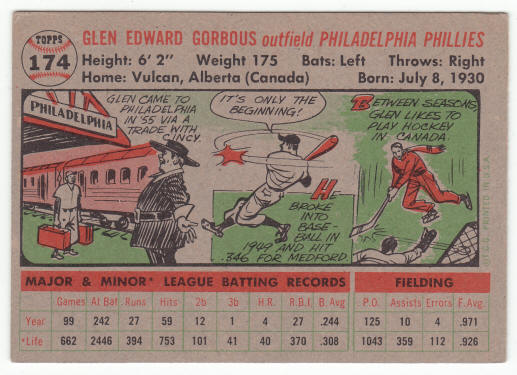 TOPPS
174
GLEN EDWARD GORBOUS outfield PHILADELPHIA PHILLIES
Height: 6' 2" Weight 175 Bats: Left Throws: Right
Home: Vulcan, Alberta (Canada) Born: July 8, 1930
PHILADELPHIA
GLEN CAME TO
PHILADELPHIA
IN '55 VIA A
TRADE WITH
CINCY.
IT'S ONLY THE
BEGINNING!
HE
BROKE
INTO
BASE-
BALL IN
1949 AND HIT
.346 FOR MEDFORD.
BETWEEN SEASONS,
GLEN LIKES TO
PLAY HOCKEY
IN CANADA.
T.C.G. PRINTED IN U.S.A.
MAJOR & MINOR* LEAGUE BATTING RECORDS FIELDING
Games At Bat Runs Hits 2b 3b H.R. R.B.I. B. Avg P.O. Assists Errors F. Avg.
Year 99 242 27 59 12 1 4 27 .244 125 10 4 .971
*Life 662 2446 394 753 101 41 40 370 .308 1043 359 112 .926